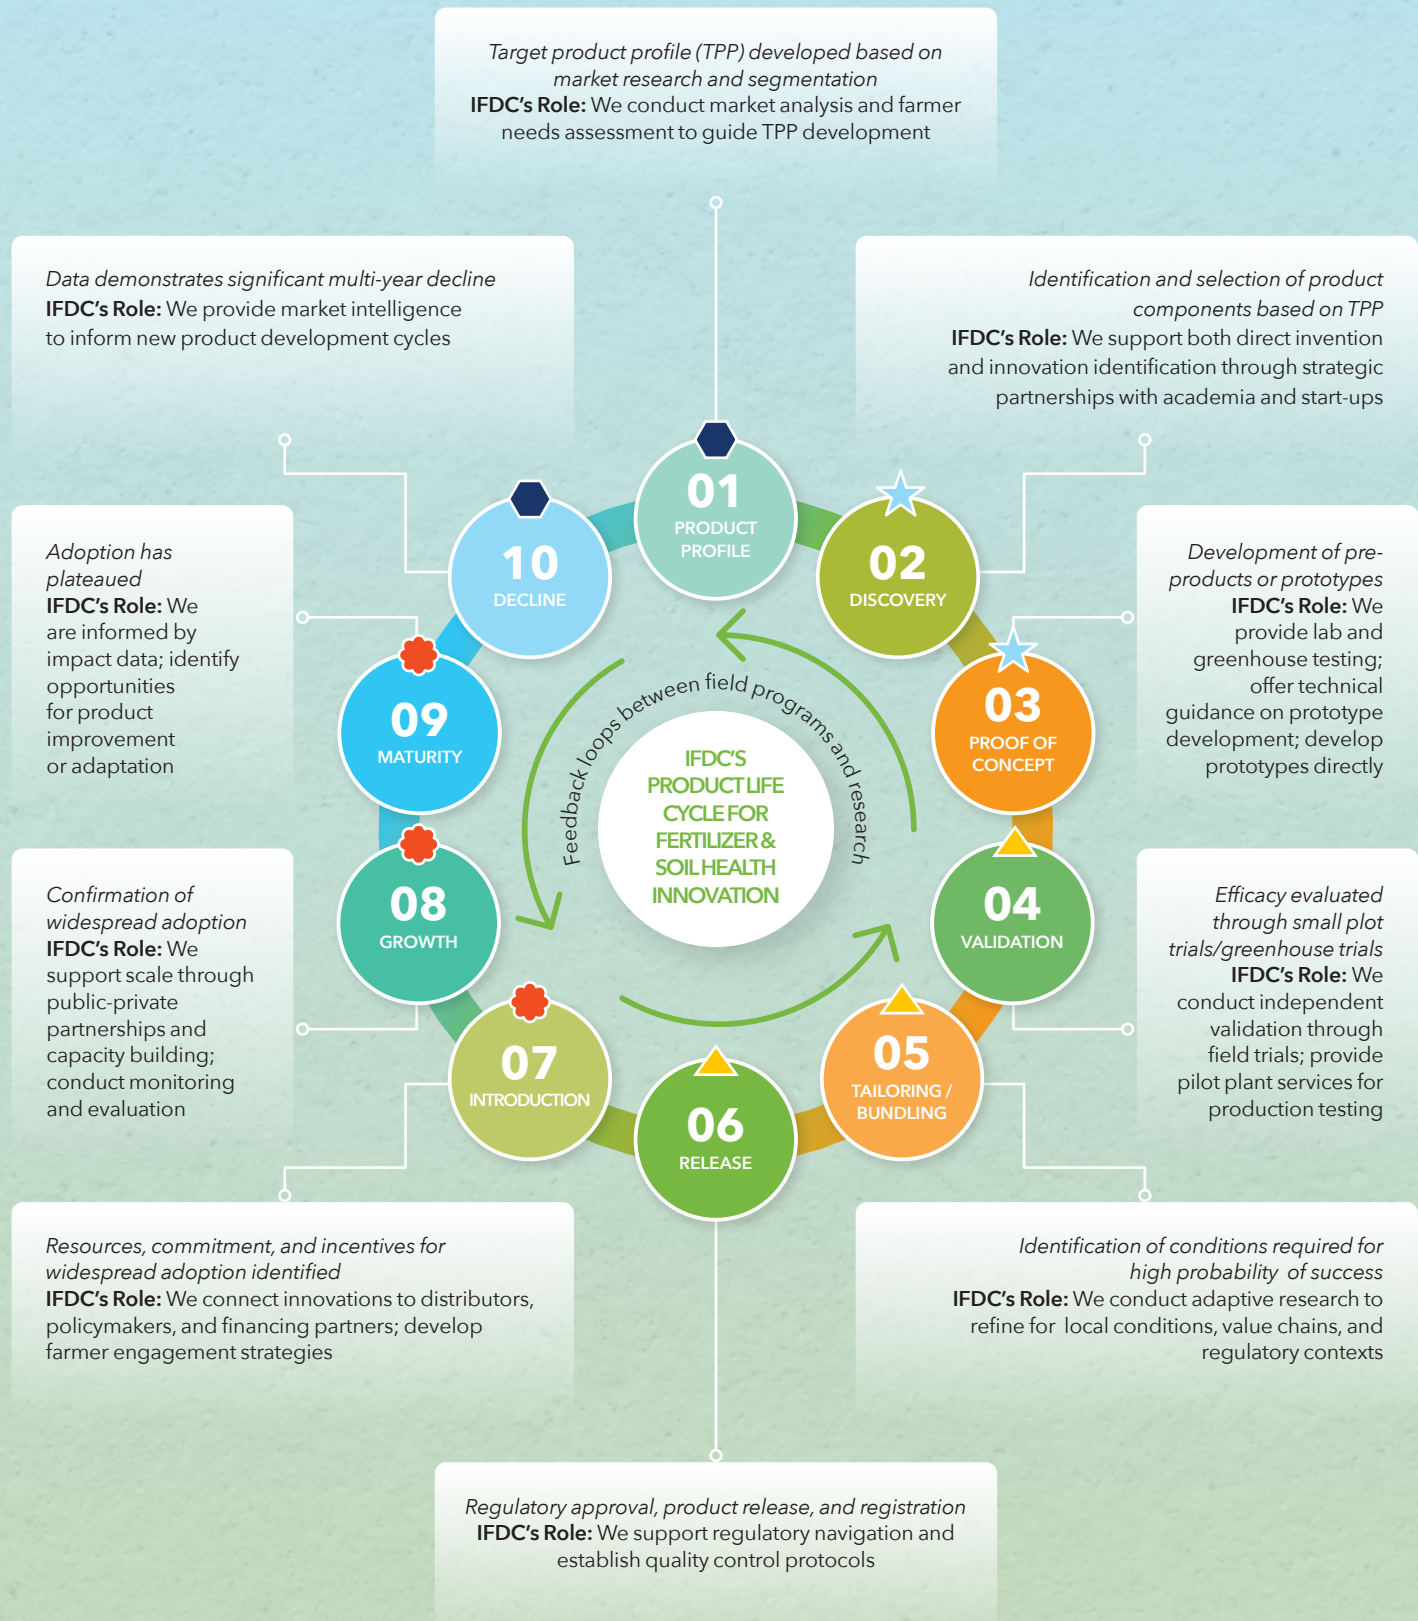 Target product profile (TPP) developed based on
market research and segmentation
IFDC's Role: We conduct market analysis and farmer
needs assessment to guide TPP development
Data demonstrates significant multi-year decline
IFDC's Role: We provide market intelligence
to inform new product development cycles
Identification and selection of product
components based on TPP
IFDC's Role: We support both direct invention
and innovation identification through strategic
partnerships with academia and start-ups
01
PRODUCT
PROFILE
10
DECLINE
02
DISCOVERY
Adoption has
plateaued
IFDC's Role: We
are informed by
impact data; identify
opportunities
for product
improvement
or adaptation
Development of pre-
products or prototypes
IFDC's Role: We
provide lab and
greenhouse testing;
offer technical
guidance on prototype
development; develop
prototypes directly
09
MATURITY
03
PROOF OF
CONCEPT
Feedback loops between field programs and research
IFDC'S
PRODUCT LIFE
CYCLE FOR
FERTILIZER &
SOIL HEALTH
INNOVATION
08
GROWTH
04
VALIDATION
Confirmation of
widespread adoption
IFDC's Role: We
support scale through
public-private
partnerships and
capacity building;
conduct monitoring
and evaluation
Efficacy evaluated
through small plot
trials/greenhouse trials
IFDC's Role: We
conduct independent
validation through
field trials; provide
pilot plant services for
production testing
07
INTRODUCTION
05
TAILORING /
BUNDLING
06
RELEASE
Resources, commitment, and incentives for
widespread adoption identified
IFDC's Role: We connect innovations to distributors,
policymakers, and financing partners; develop
farmer engagement strategies
Identification of conditions required for
high probability of success
IFDC's Role: We conduct adaptive research to
refine for local conditions, value chains, and
regulatory contexts
Regulatory approval, product release, and registration
IFDC's Role: We support regulatory navigation and
establish quality control protocols